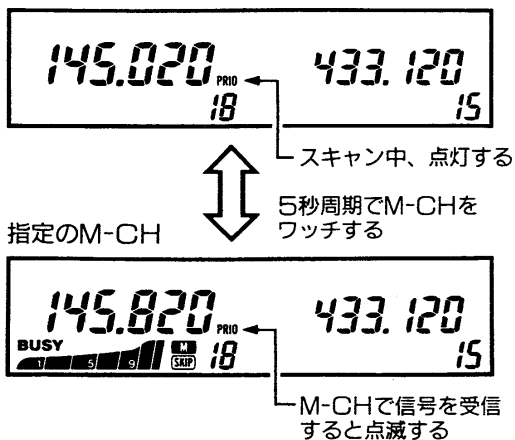 145.020 PRIO 433.120
18 15
スキャン中、点灯する
5秒周期でM-CHを
ワッチする
指定のM-CH
145.820 PRIO 433.120
BUSY M
1 5 9 SKIP 18 15
M-CHで信号を受信
すると点滅する